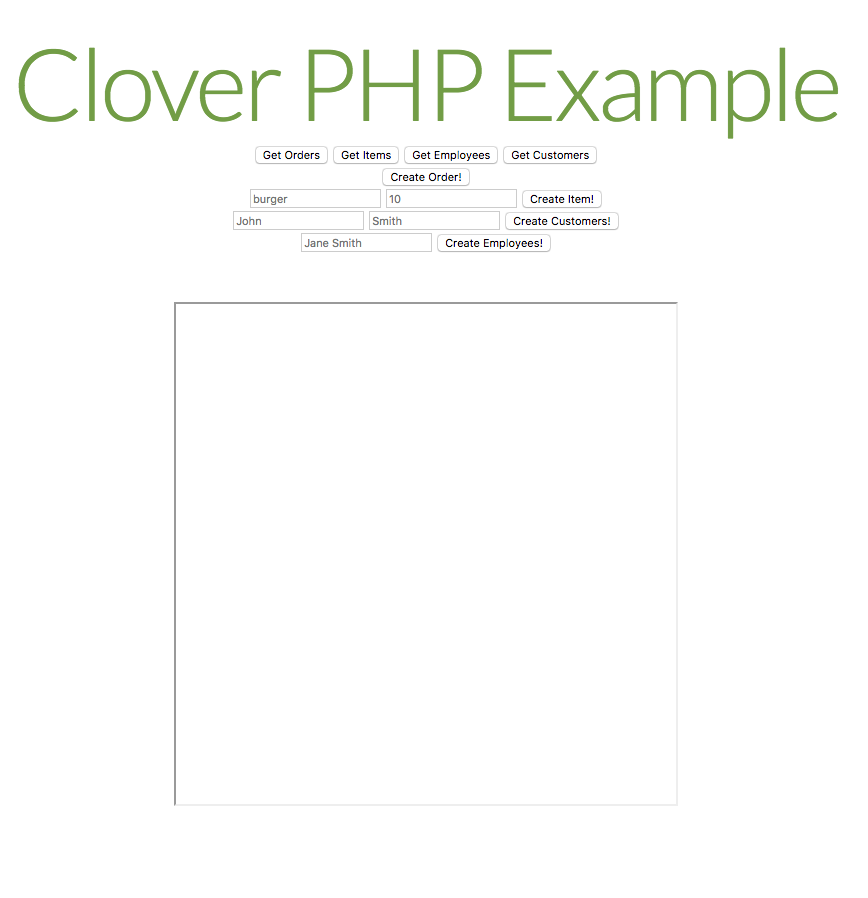 Clover PHP Example
Get Orders Get Items Get Employees Get Customers
Create Order!
burger 10 Create Item!
John Smith Create Customers!
Jane Smith Create Employees!